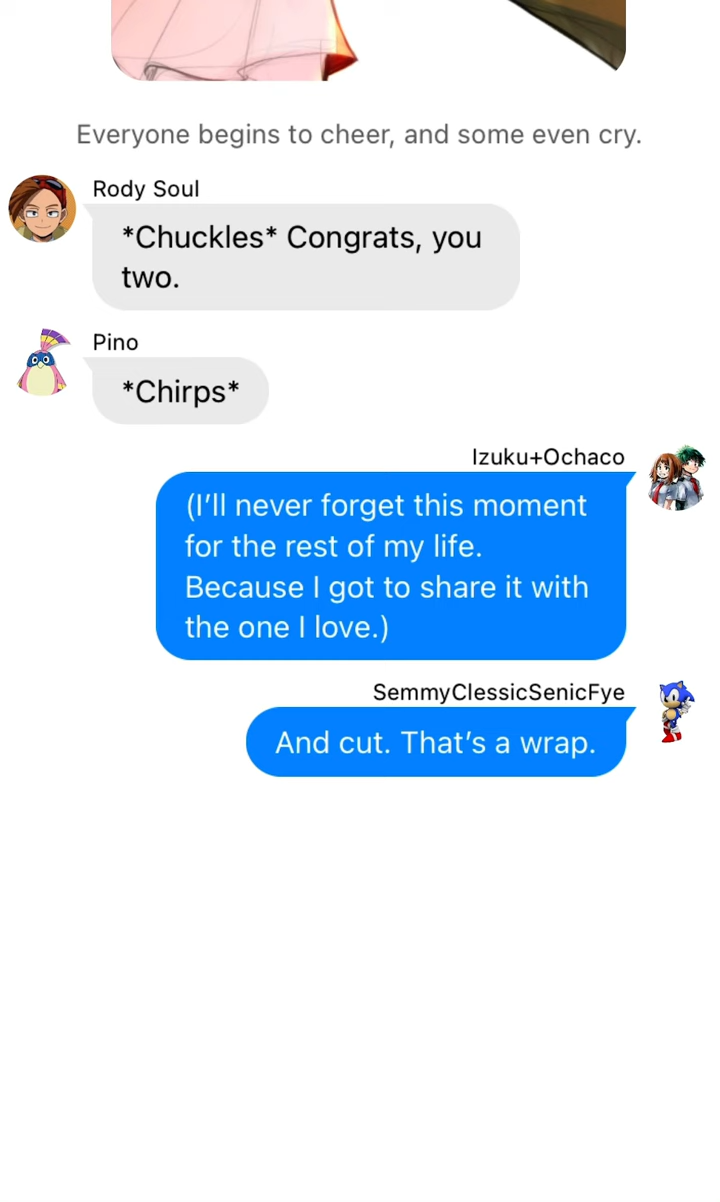 Everyone begins to cheer, and some even cry.
Rody Soul
*Chuckles* Congrats, you
two.
Pino
*Chirps*
Izuku+Ochaco
(I’ll never forget this moment
for the rest of my life.
Because I got to share it with
the one I love.)
SemmyClessicSenicFye
And cut. That’s a wrap.